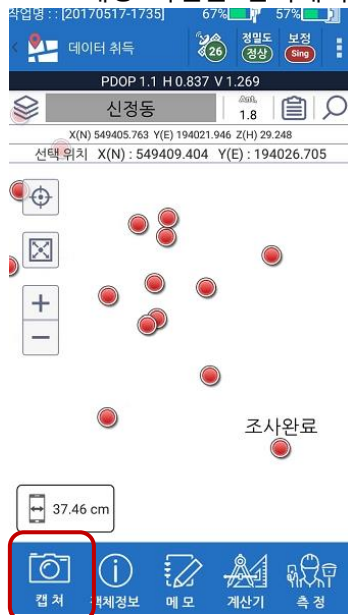 작업명 : : [20170517-1735] 67% 57%
데이터 취득 26 정밀도 정상 보정 Sing
PDOP 1.1 H 0.837 V 1.269
신정동 Ant. 1.8
X(N) 549405.763 Y(E) 194021.946 Z(H) 29.248
선택 위치 X(N) : 549409.404 Y(E) : 194026.705
조사완료
37.46 cm
캡 쳐 객체정보 메 모 계산기 측 정